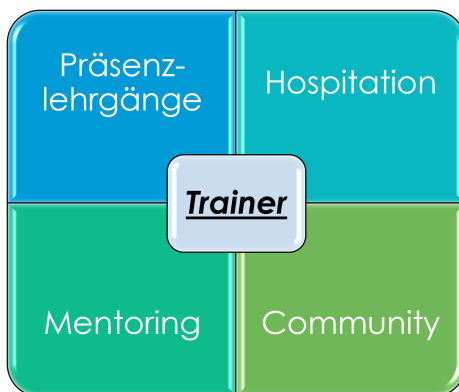 Präsenz-
lehrgänge
Hospitation
Trainer
Mentoring
Community